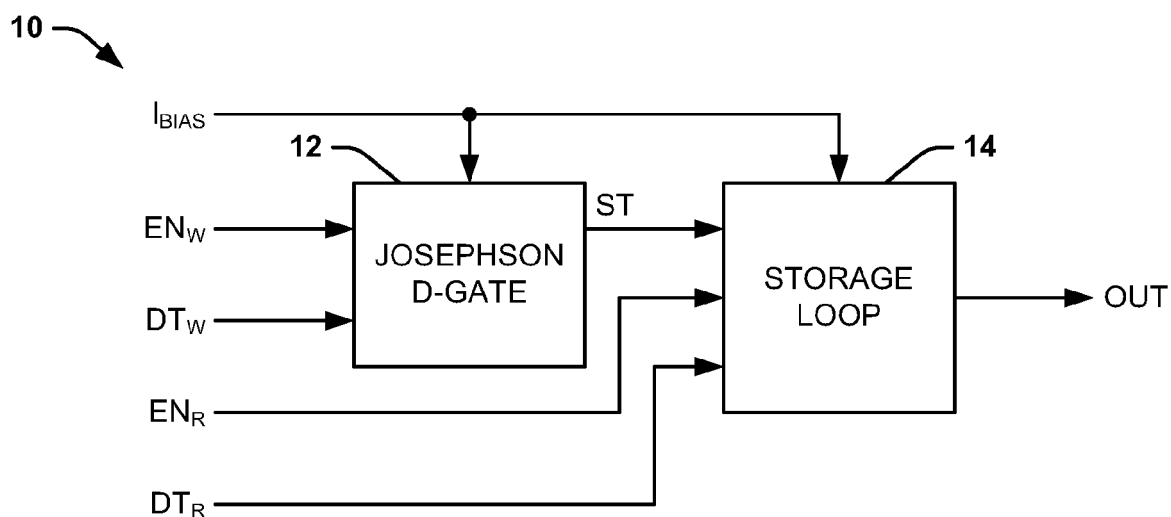 10
I_BIAS
12
14
EN_W
ST
JOSEPHSON
D-GATE
STORAGE
LOOP
OUT
DT_W
EN_R
DT_R